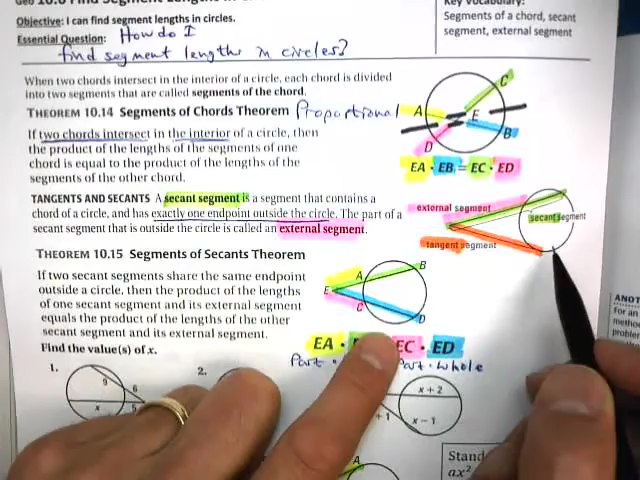 Objective: I can find segment lengths in circles.
Essential Question: How do I
find segment lengths in circles?
Key Vocabulary:
Segments of a chord, secant
segment, external segment
When two chords intersect in the interior of a circle, each chord is divided
into two segments that are called segments of the chord.
THEOREM 10.14 Segments of Chords Theorem Proportional
If two chords intersect in the interior of a circle, then
the product of the lengths of the segments of one
chord is equal to the product of the lengths of the
segments of the other chord.
A
C
E
B
D
EA · EB = EC · ED
TANGENTS AND SECANTS A secant segment is a segment that contains a
chord of a circle, and has exactly one endpoint outside the circle. The part of a
secant segment that is outside the circle is called an external segment.
external segment
secant segment
tangent segment
THEOREM 10.15 Segments of Secants Theorem
If two secant segments share the same endpoint
outside a circle, then the product of the lengths
of one secant segment and its external segment
equals the product of the lengths of the other
secant segment and its external segment.
A
B
E
C
D
EA · EC · ED
Part · Part · whole
Find the value(s) of x.
1.
9
6
x
5
2.
x + 2
+ 1
x − 1
A
Stand
ax²
ANOT
For an
metho
proble